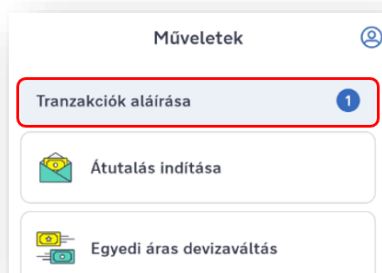 Műveletek
Tranzakciók aláírása 1
Átutalás indítása
Egyedi áras devizaváltás